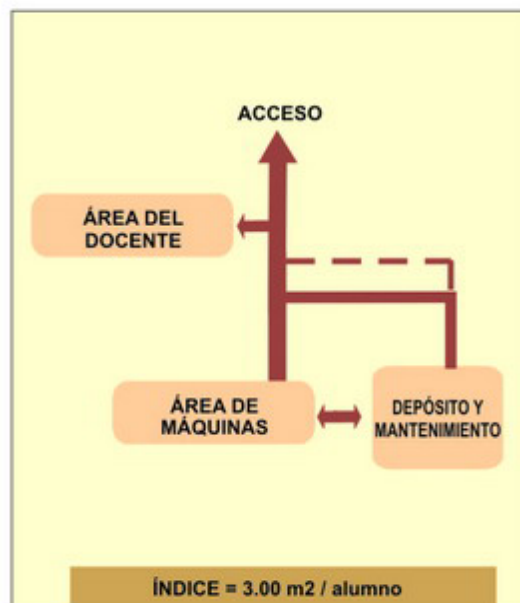 ACCESO
ÁREA DEL
DOCENTE
ÁREA DE
MÁQUINAS
DEPÓSITO Y
MANTENIMIENTO
ÍNDICE = 3.00 m2 / alumno